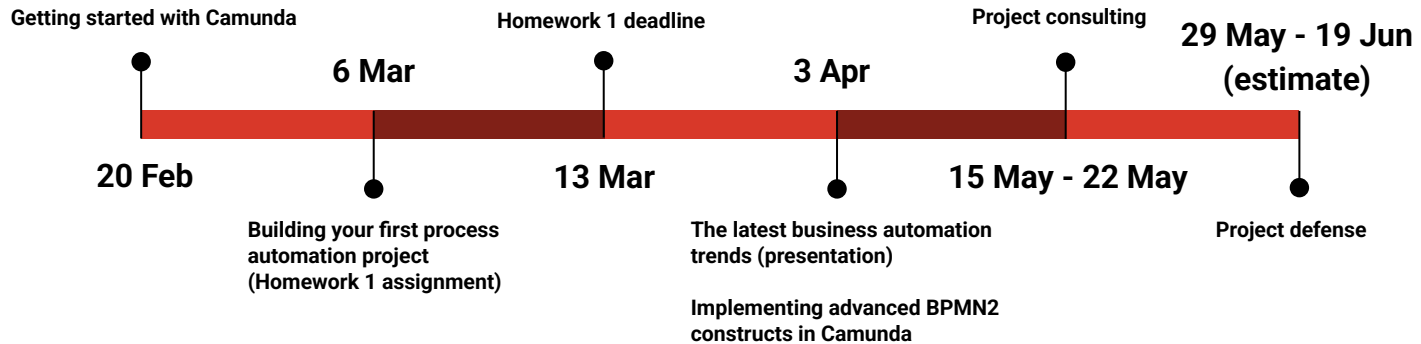 Getting started with Camunda
20 Feb
6 Mar
Building your first process
automation project
(Homework 1 assignment)
Homework 1 deadline
13 Mar
3 Apr
The latest business automation
trends (presentation)
Implementing advanced BPMN2
constructs in Camunda
Project consulting
15 May - 22 May
29 May - 19 Jun
(estimate)
Project defense